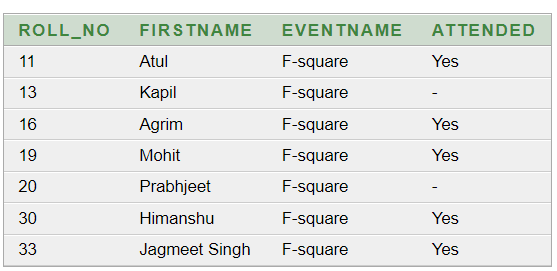 ROLL_NO FIRSTNAME EVENTNAME ATTENDED
11 Atul F-square Yes
13 Kapil F-square -
16 Agrim F-square Yes
19 Mohit F-square Yes
20 Prabhjeet F-square -
30 Himanshu F-square Yes
33 Jagmeet Singh F-square Yes